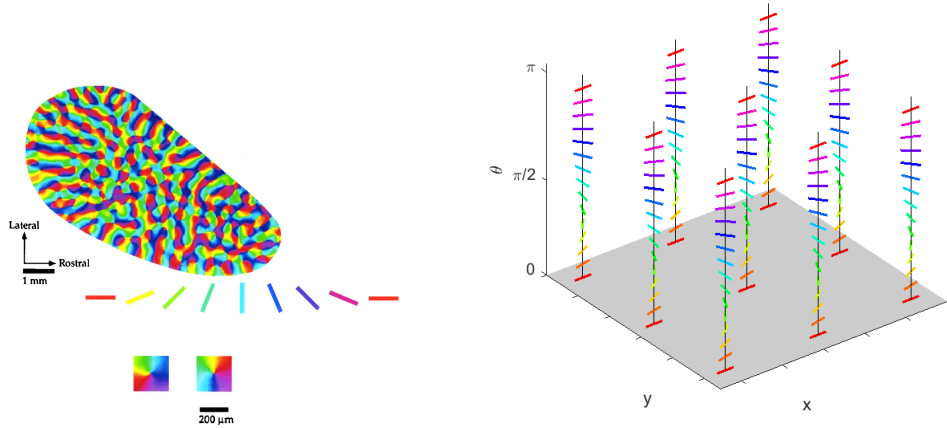 Lateral
Rostral
1 mm
200 μm
π
θ
π/2
0
y
x